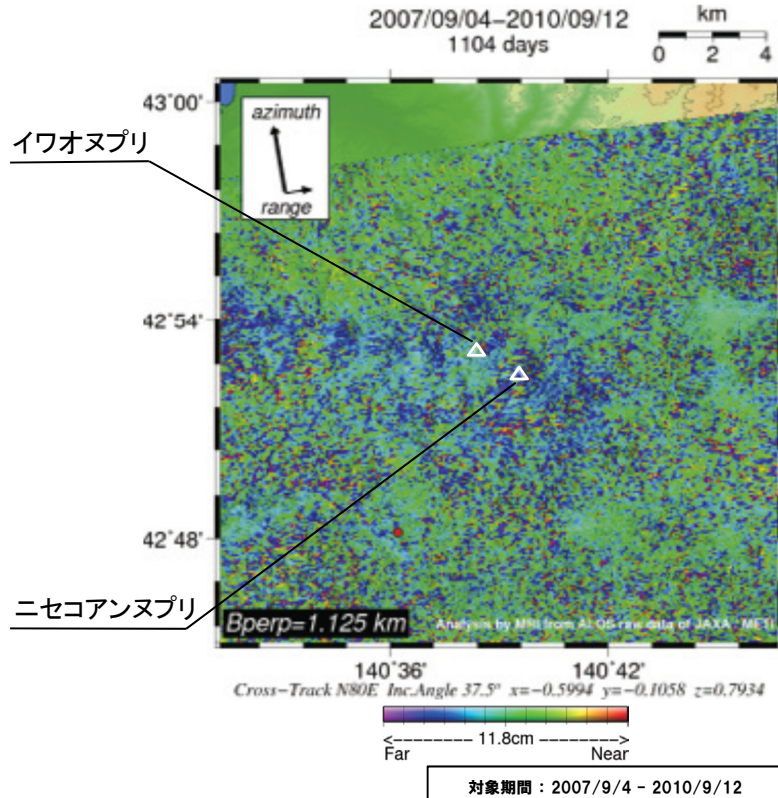 2007/09/04-2010/09/12
1104 days
km
0 2 4
43°00'
azimuth
range
イワオヌプリ
42°54'
42°48'
ニセコアンヌプリ
Bperp=1.125 km
Analysis by MRI from ALOS raw data of JAXA METI
140°36' 140°42'
Cross-Track N80E Inc.Angle 37.5° x=-0.5994 y=-0.1058 z=0.7934
<-------- 11.8cm -------->
Far Near
対象期間：2007/9/4 - 2010/9/12